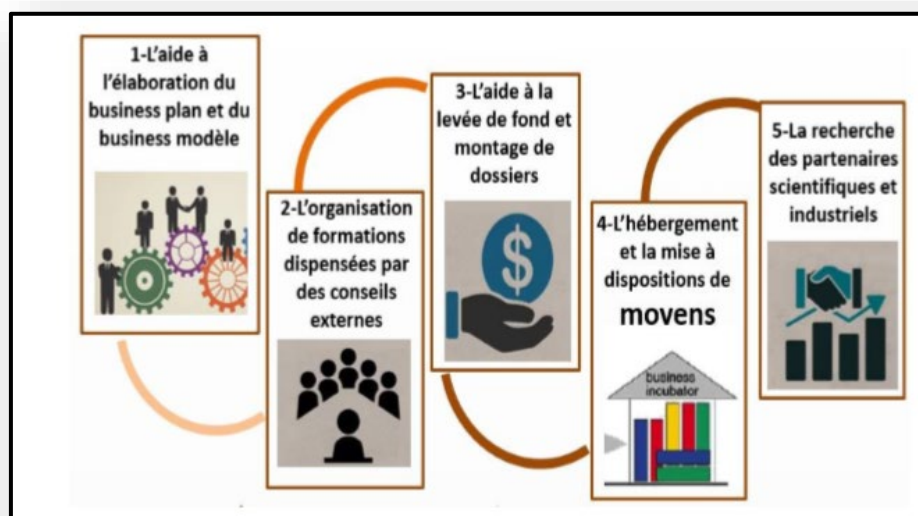 1-L'aide à
l'élaboration du
business plan et du
business modèle
2-L'organisation
de formations
dispensées par
des conseils
externes
3-L'aide à la
levée de fond et
montage de
dossiers
4-L'hébergement
et la mise à
dispositions de
movens
business
incubator
5-La recherche
des partenaires
scientifiques et
industriels